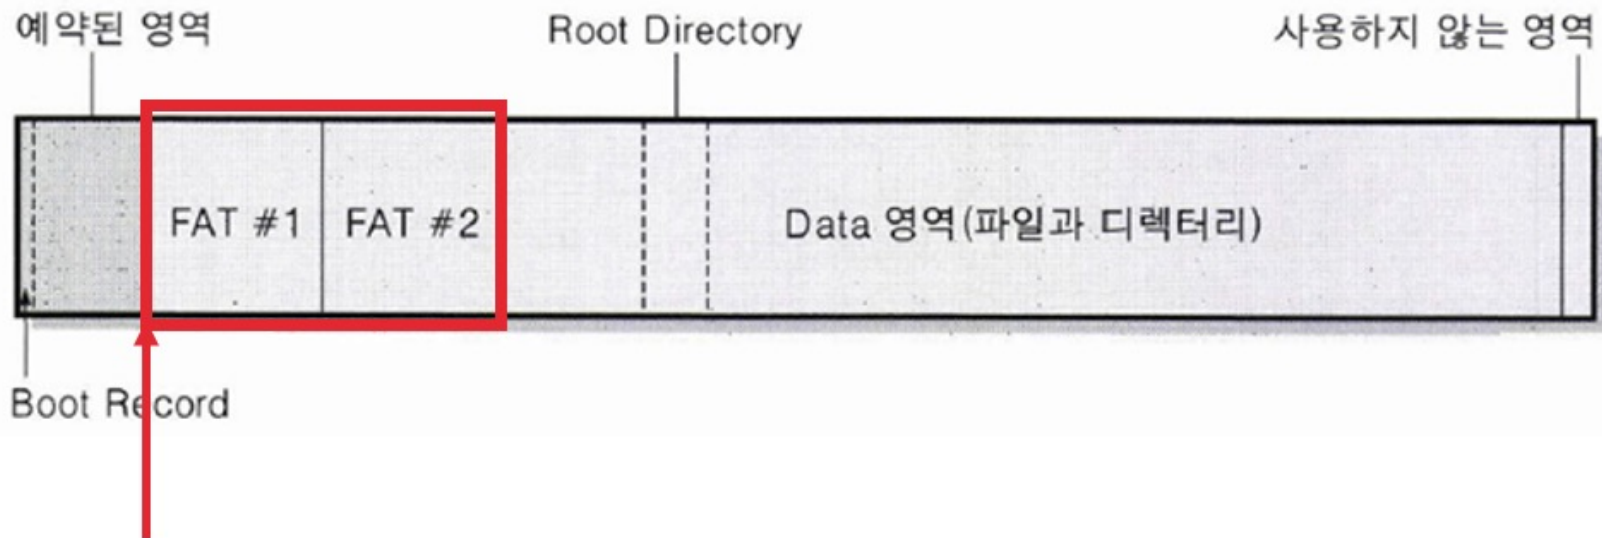 예약된 영역
Root Directory
사용하지 않는 영역
FAT #1
FAT #2
Data 영역(파일과 디렉터리)
Boot Record